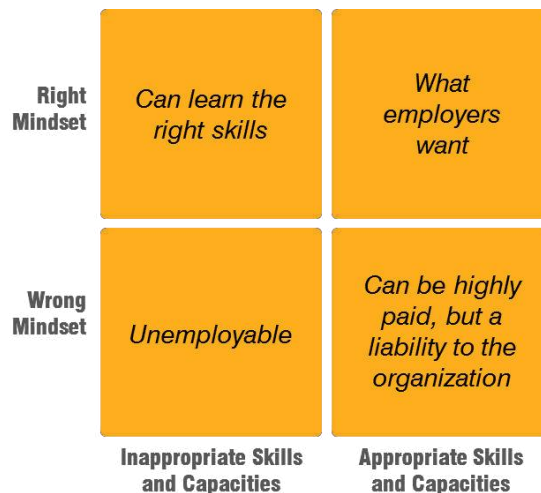 Right
Mindset
Can learn the
right skills
What
employers
want
Wrong
Mindset
Unemployable
Can be highly
paid, but a
liability to the
organization
Inappropriate Skills
and Capacities
Appropriate Skills
and Capacities